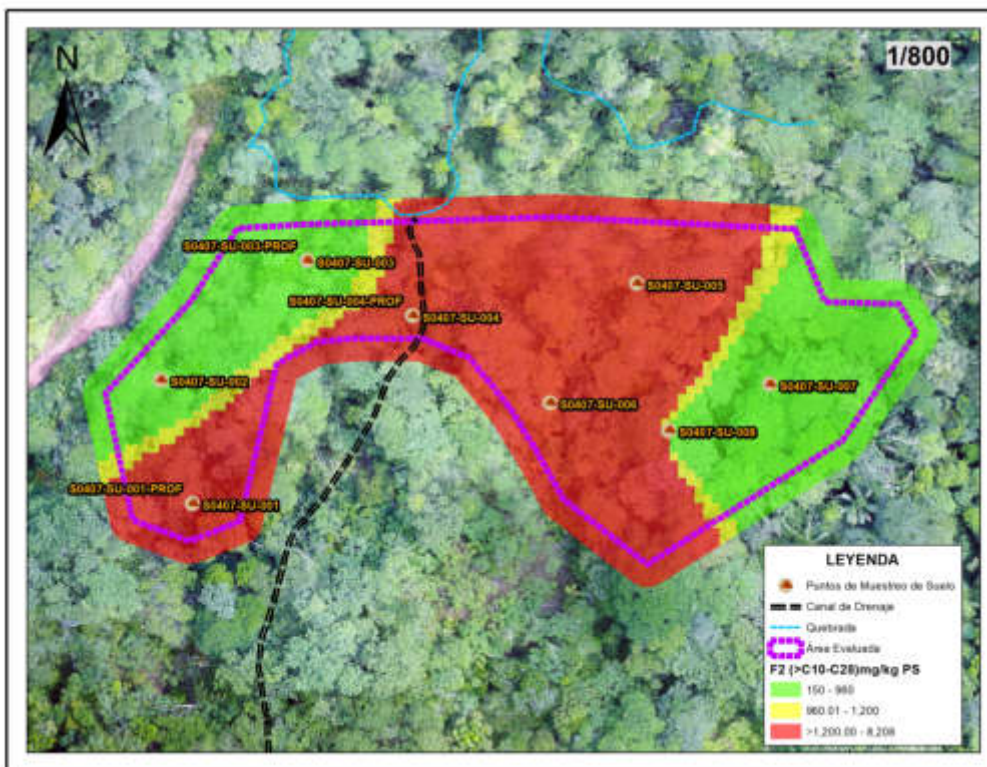 N
1/800
S0407-SU-003-PROF
S0407-SU-003
S0407-SU-004-PROF
S0407-SU-004
S0407-SU-005
S0407-SU-002
S0407-SU-007
S0407-SU-006
S0407-SU-008
S0407-SU-001-PROF
S0407-SU-001
LEYENDA
Puntos de Muestreo de Suelo
Canal de Drenaje
Quebrada
Área Evaluada
F2 (>C10-C28)mg/kg PS
150 - 960
960.01 - 1,200
>1,200.00 - 8,208